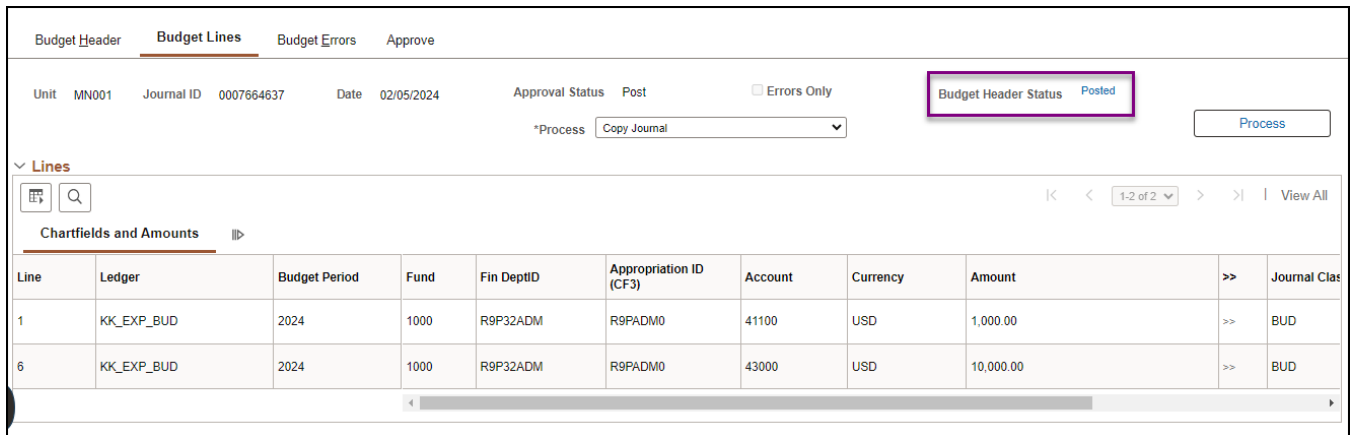 Budget Header Budget Lines Budget Errors Approve
Unit MN001 Journal ID 0007664637 Date 02/05/2024 Approval Status Post Errors Only Budget Header Status Posted
*Process Copy Journal Process
Lines
1-2 of 2 View All
Chartfields and Amounts
Line Ledger Budget Period Fund Fin DeptID Appropriation ID (CF3) Account Currency Amount >> Journal Clas
1 KK_EXP_BUD 2024 1000 R9P32ADM R9PADM0 41100 USD 1,000.00 >> BUD
6 KK_EXP_BUD 2024 1000 R9P32ADM R9PADM0 43000 USD 10,000.00 >> BUD